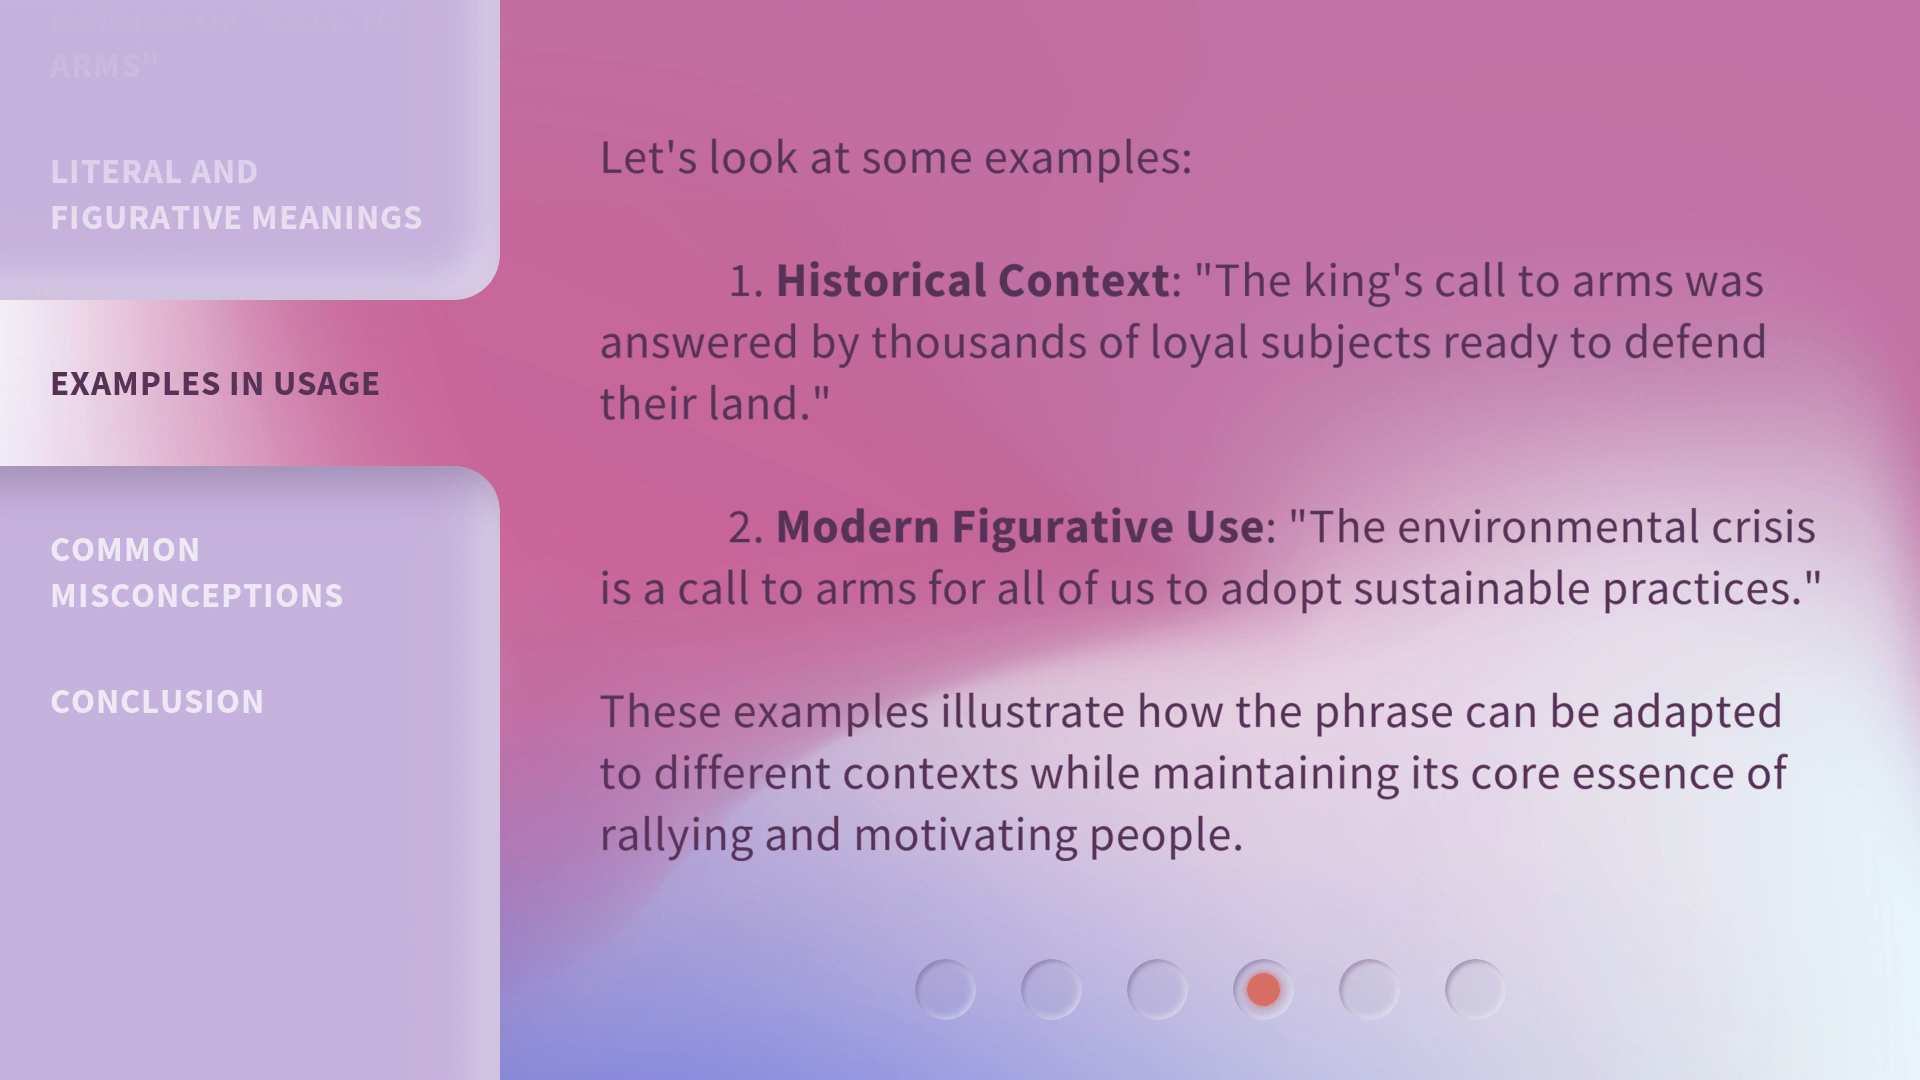 ORIGINS OF "CALL TO
ARMS"
LITERAL AND
FIGURATIVE MEANINGS
EXAMPLES IN USAGE
COMMON
MISCONCEPTIONS
CONCLUSION
Let's look at some examples:
1. Historical Context: "The king's call to arms was
answered by thousands of loyal subjects ready to defend
their land."
2. Modern Figurative Use: "The environmental crisis
is a call to arms for all of us to adopt sustainable practices."
These examples illustrate how the phrase can be adapted
to different contexts while maintaining its core essence of
rallying and motivating people.